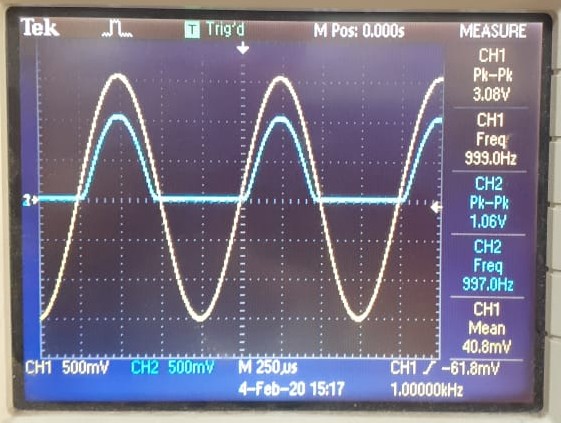 Tek T Trig'd M Pos: 0.000s MEASURE
CH1
Pk-Pk
3.08V
CH1
Freq
999.0Hz
CH2
Pk-Pk
1.06V
CH2
Freq
997.0Hz
CH1
Mean
40.8mV
2
CH1 500mV CH2 500mV M 250µs CH1 -61.8mV
4-Feb-20 15:17 1.00000kHz